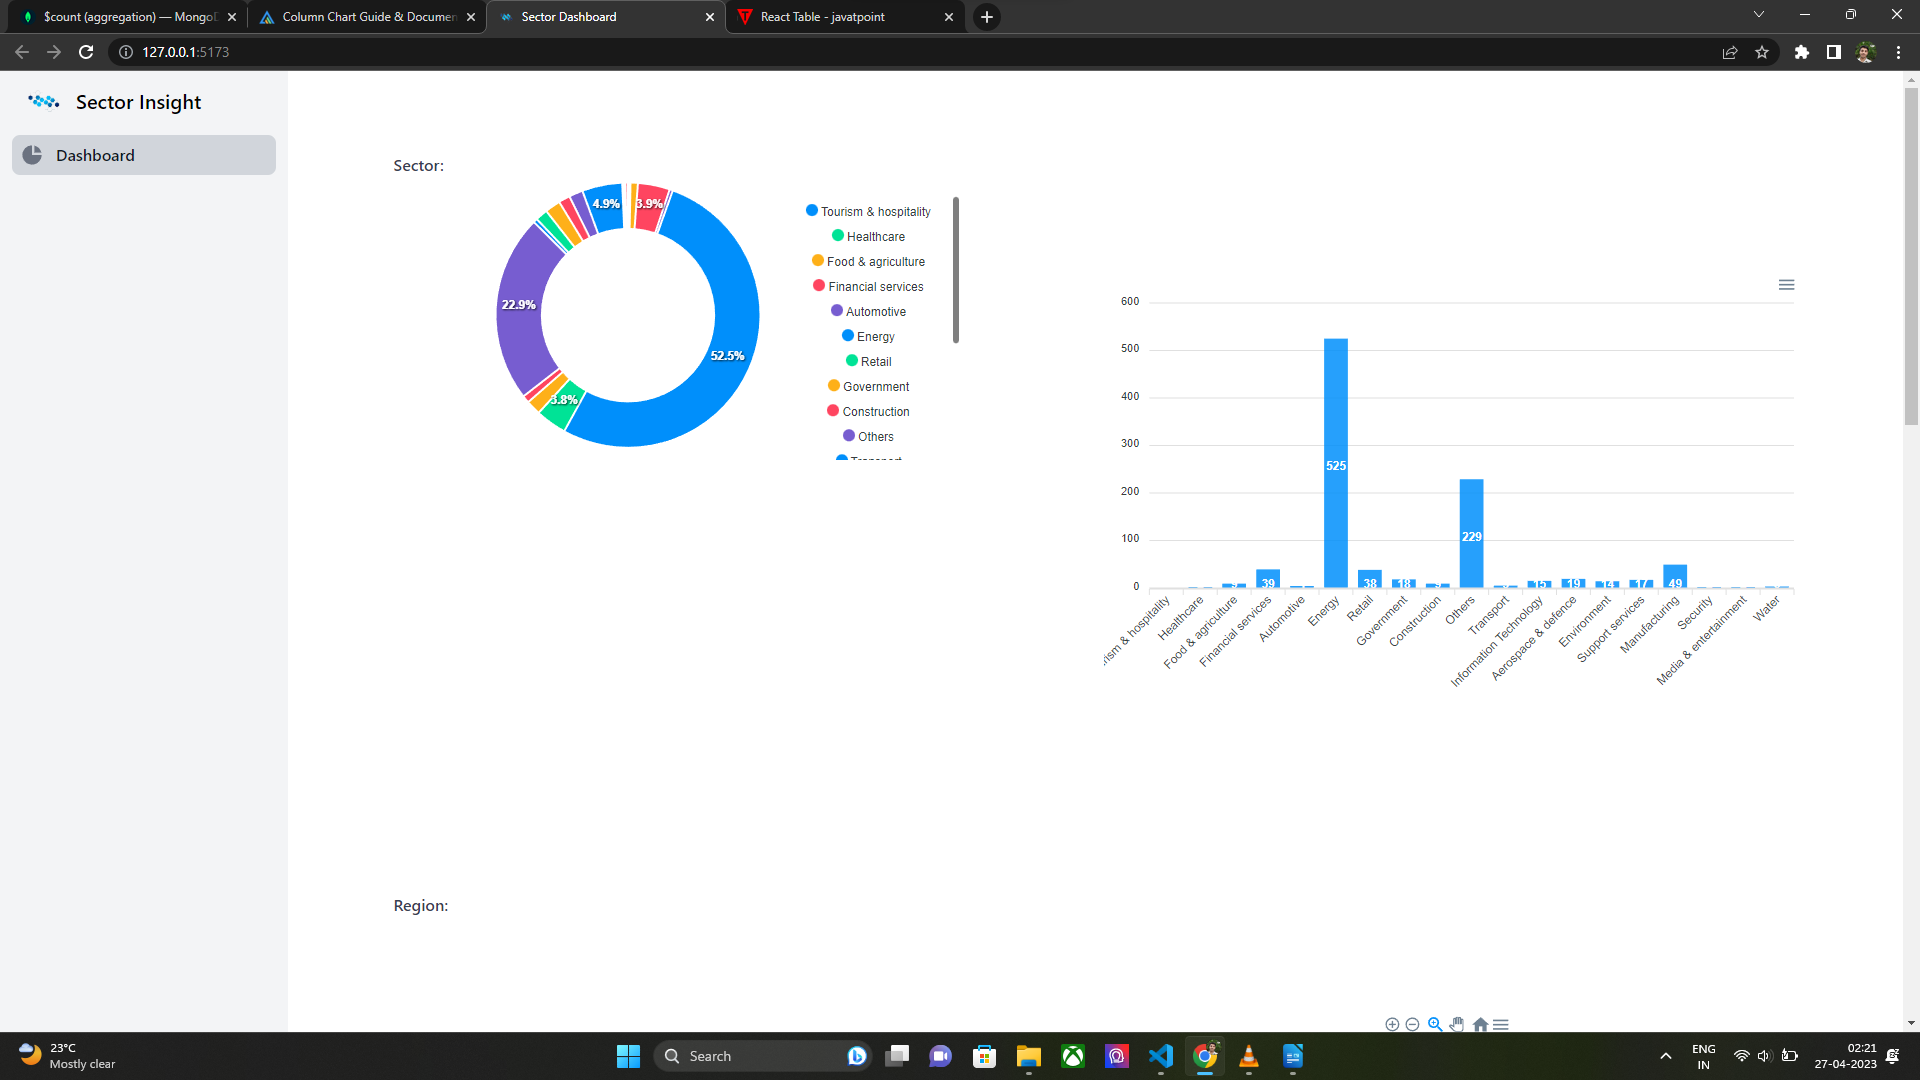 $count (aggregation) — MongoD
Column Chart Guide & Documen
Sector Dashboard
React Table - javatpoint
127.0.0.1:5173
Sector Insight
Dashboard
Sector:
4.9%
3.9%
22.9%
52.5%
3.8%
Tourism & hospitality
Healthcare
Food & agriculture
Financial services
Automotive
Energy
Retail
Government
Construction
Others
Transport
600
500
400
300
200
100
0
525
229
39
38
18
15
19
14
17
49
rism & hospitality
Healthcare
Food & agriculture
Financial services
Automotive
Energy
Retail
Government
Construction
Others
Transport
Information Technology
Aerospace & defence
Environment
Support services
Manufacturing
Security
Media & entertainment
Water
Region:
23°C
Mostly clear
Search
ENG
IN
02:21
27-04-2023